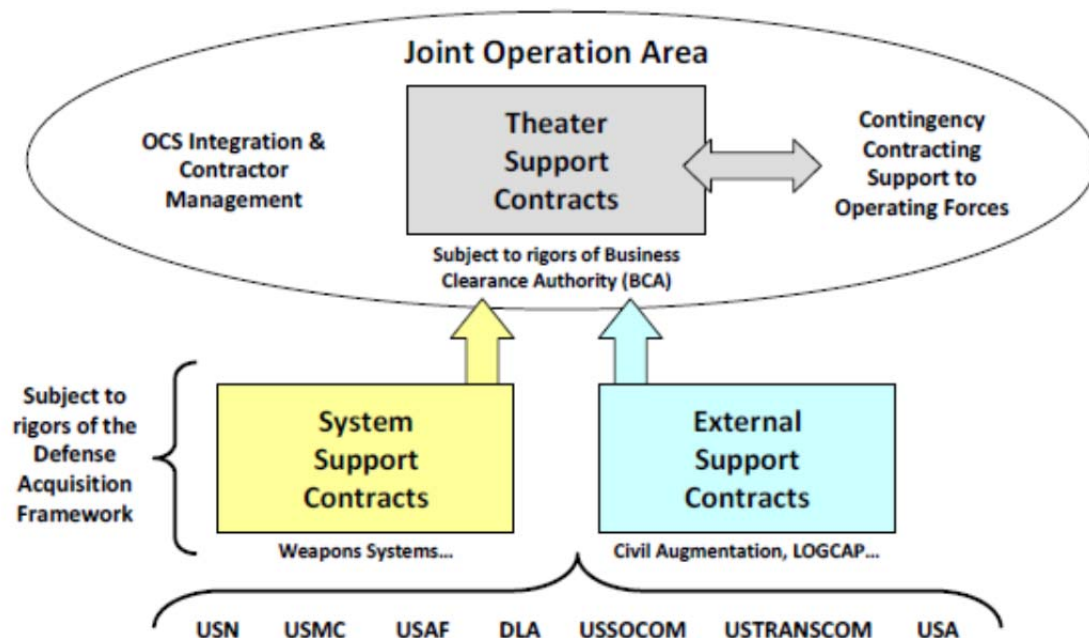 Joint Operation Area
OCS Integration &
Contractor
Management
Theater
Support
Contracts
Contingency
Contracting
Support to
Operating Forces
Subject to rigors of Business
Clearance Authority (BCA)
Subject to
rigors of the
Defense
Acquisition
Framework
System
Support
Contracts
External
Support
Contracts
Weapons Systems...
Civil Augmentation, LOGCAP...
USN USMC USAF DLA USSOCOM USTRANSCOM USA